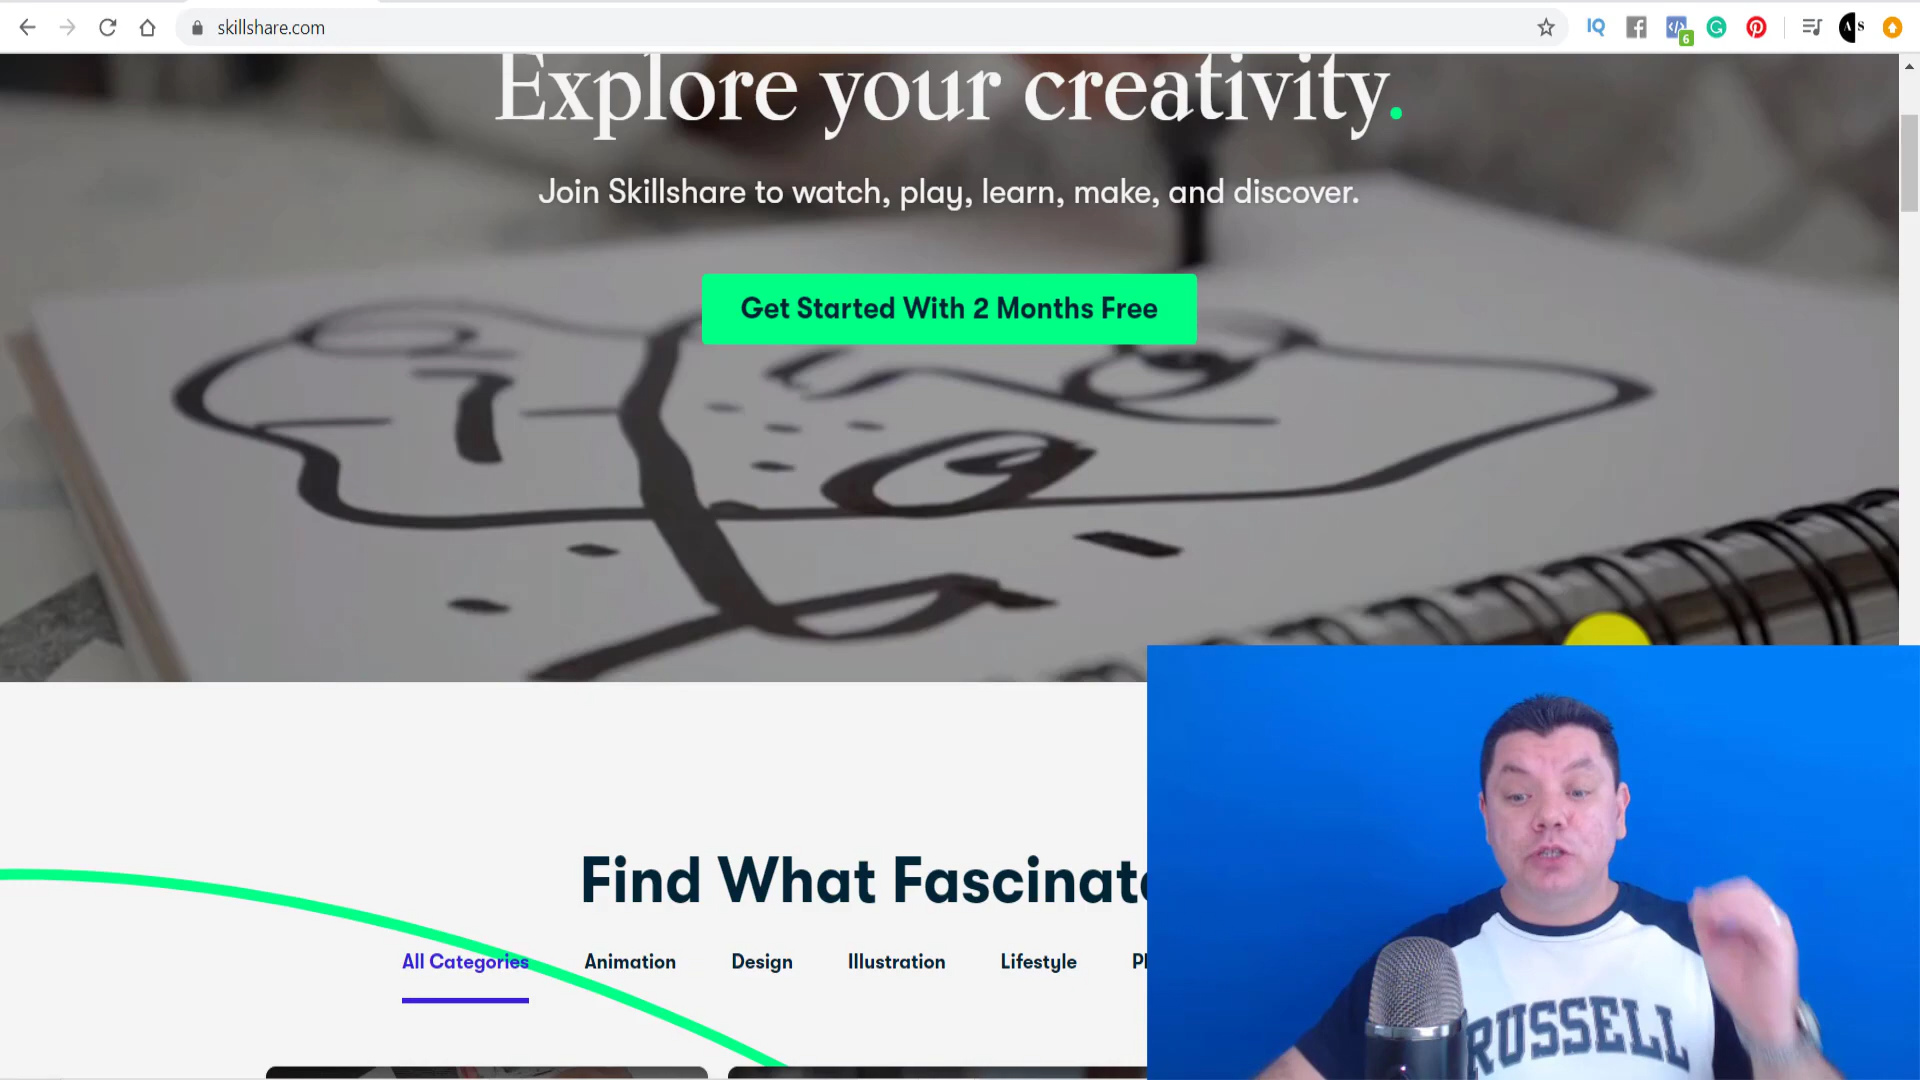 skillshare.com
6
A S
Explore your creativity.
Join Skillshare to watch, play, learn, make, and discover.
Get Started With 2 Months Free
Find What Fascinat
All Categories Animation Design Illustration Lifestyle
RUSSELL